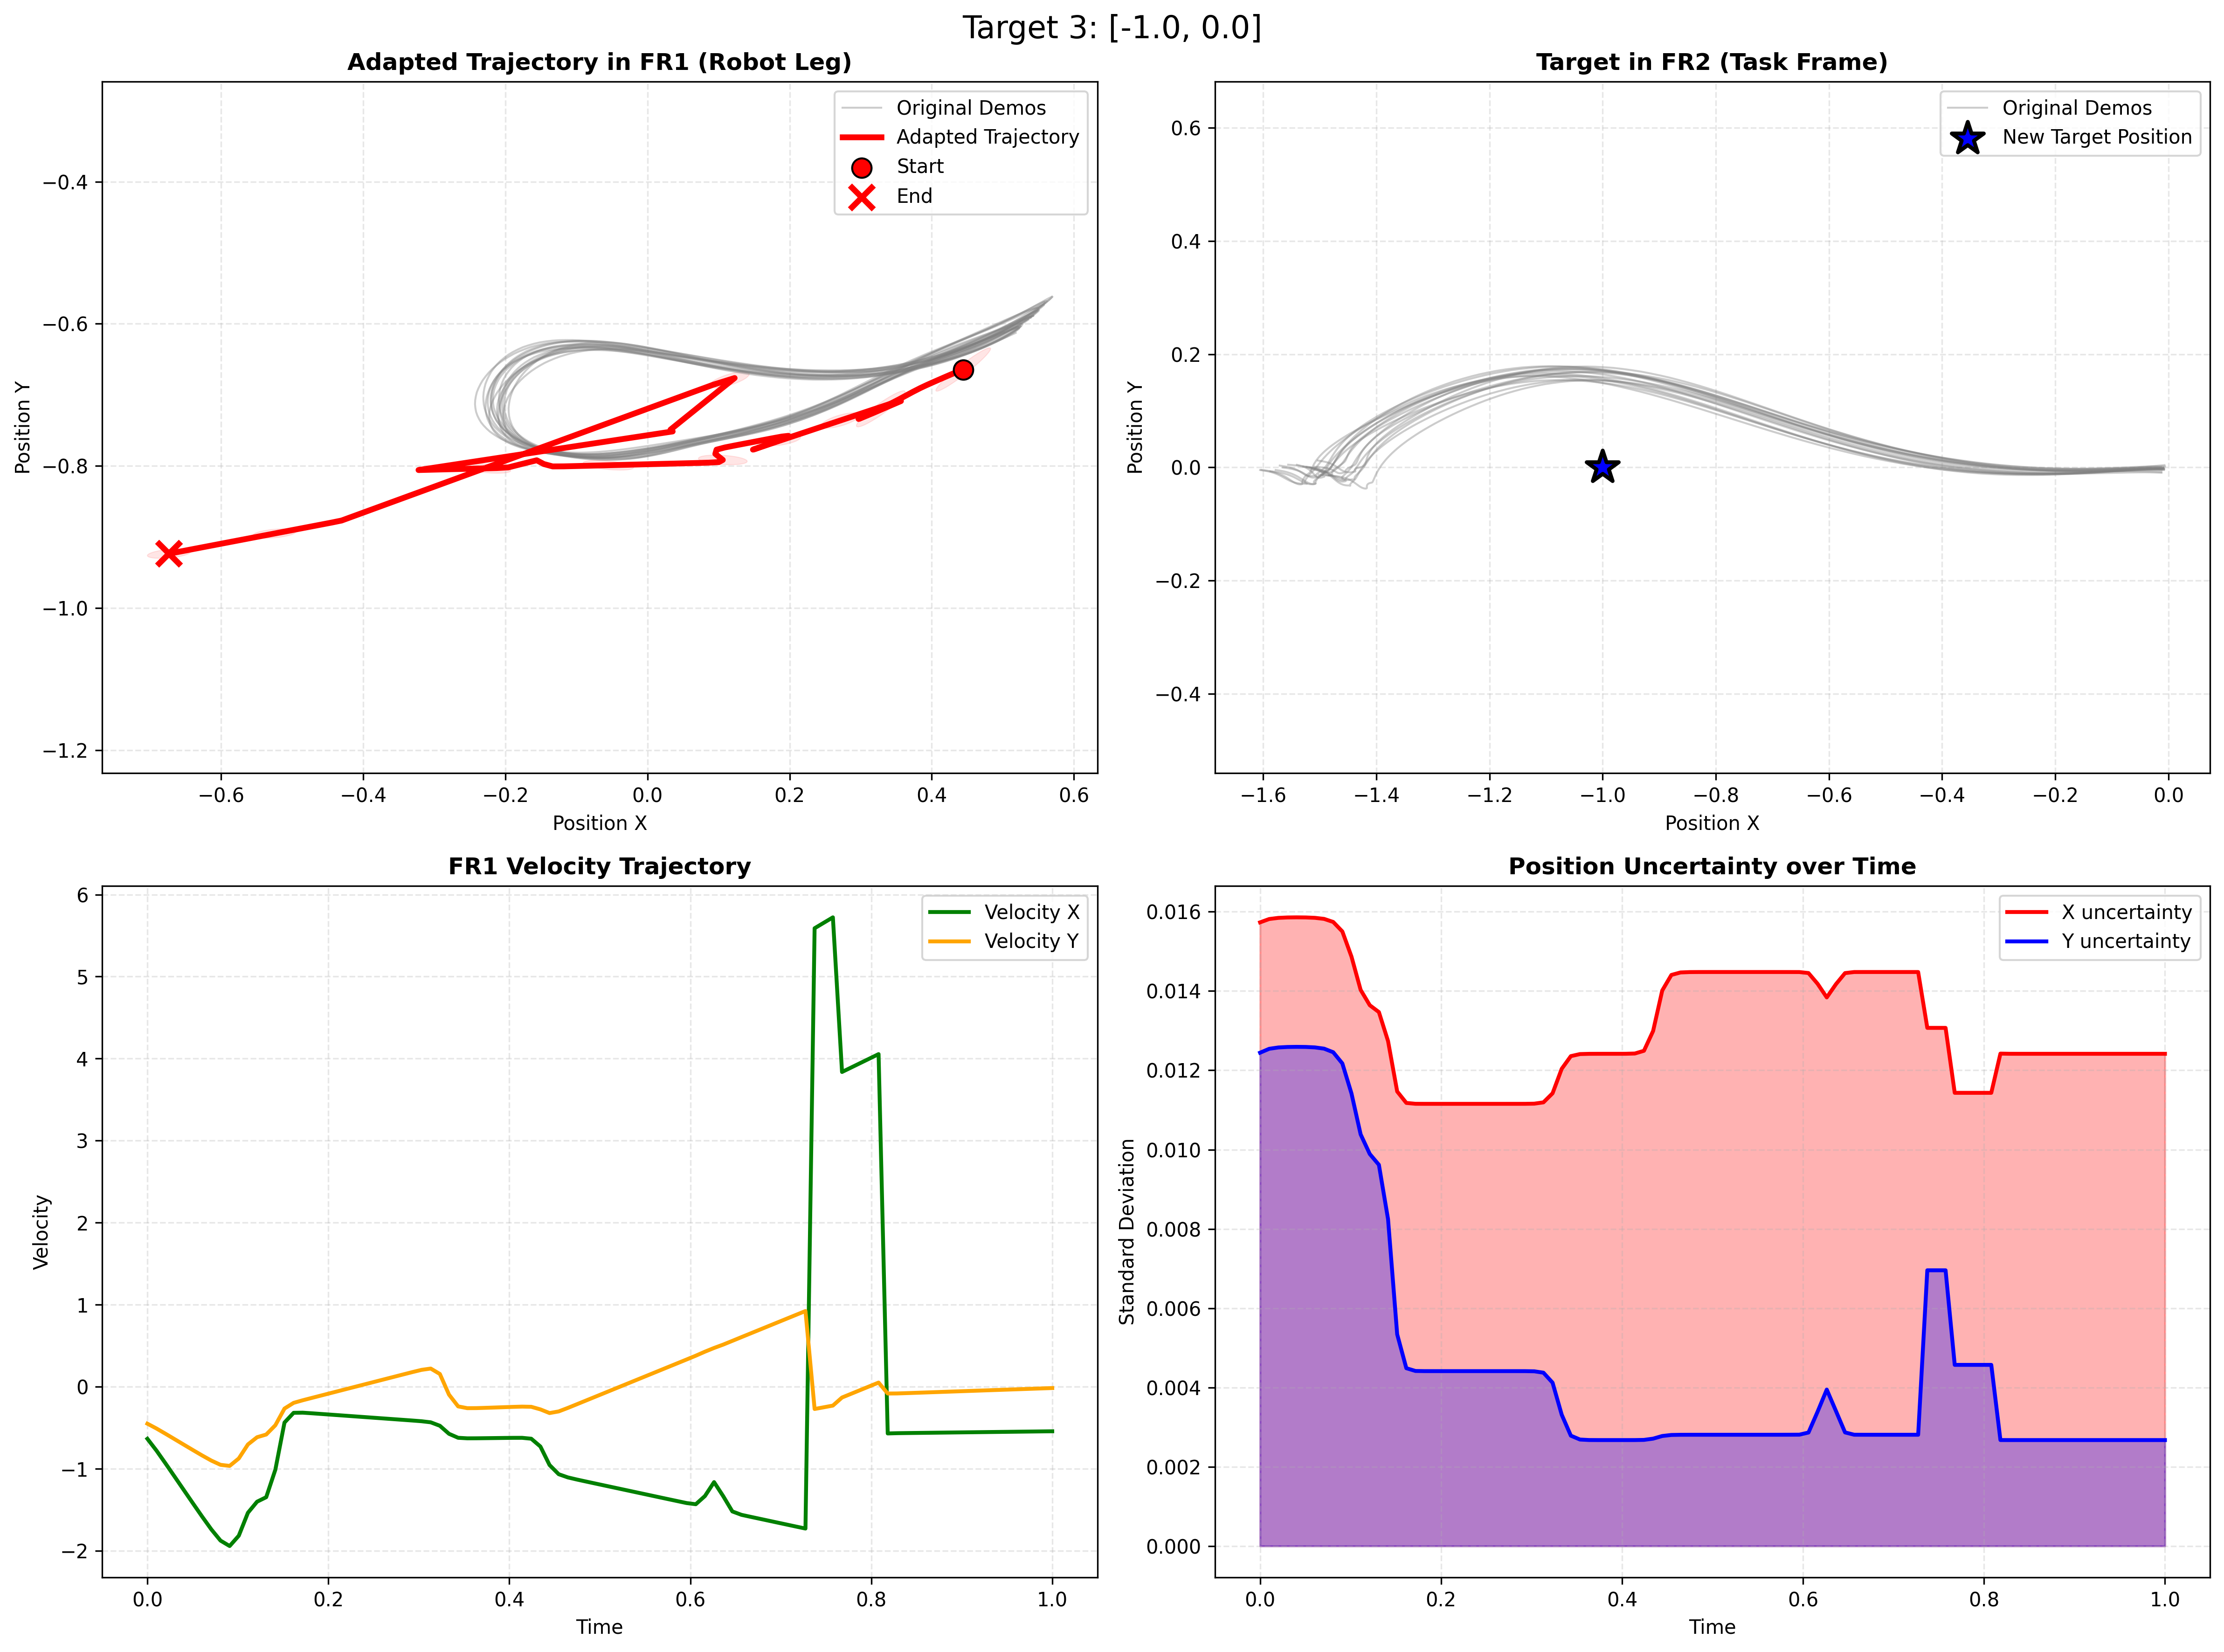 Target 3: [-1.0, 0.0]
Adapted Trajectory in FR1 (Robot Leg)
Original Demos
Adapted Trajectory
Start
End
−0.4
−0.6
−0.8
−1.0
−1.2
Position Y
−0.6
−0.4
−0.2
0.0
0.2
0.4
0.6
Position X
Target in FR2 (Task Frame)
Original Demos
New Target Position
0.6
0.4
0.2
0.0
−0.2
−0.4
Position Y
−1.6
−1.4
−1.2
−1.0
−0.8
−0.6
−0.4
−0.2
0.0
Position X
FR1 Velocity Trajectory
Velocity X
Velocity Y
6
5
4
3
2
1
0
−1
−2
Velocity
0.0
0.2
0.4
0.6
0.8
1.0
Time
Position Uncertainty over Time
X uncertainty
Y uncertainty
0.016
0.014
0.012
0.010
0.008
0.006
0.004
0.002
0.000
Standard Deviation
0.0
0.2
0.4
0.6
0.8
1.0
Time